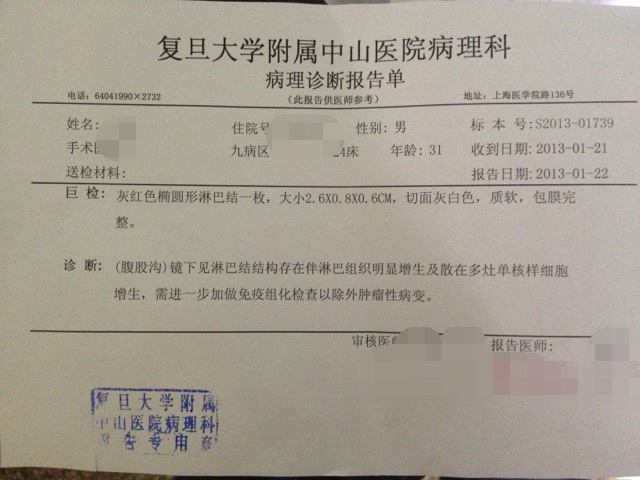 复旦大学附属中山医院病理科
病理诊断报告单
电话：64041990×2732 (此报告供医师参考) 地址：上海医学院路136号
姓名: 住院号 性别: 男 标 本 号:S2013-01739
手术 九病区 24床 年龄: 31 收到日期:2013-01-21
送检材料: 报告日期:2013-01-22
巨 检: 灰红色椭圆形淋巴结一枚，大小2.6X0.8X0.6CM，切面灰白色，质软，包膜完
整。
诊 断: (腹股沟)镜下见淋巴结结构存在伴淋巴组织明显增生及散在多灶单核样细胞
增生，需进一步加做免疫组化检查以除外肿瘤性病变。
审核医 报告医师:
复旦大学附属
中山医院病理科
告专用章